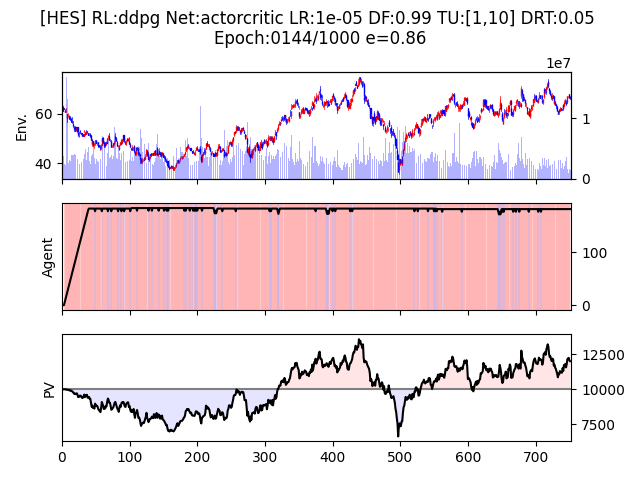 [HES] RL:ddpg Net:actorcritic LR:1e-05 DF:0.99 TU:[1,10] DRT:0.05
Epoch:0144/1000 e=0.86
1e7
Env.
60
40
1
0
Agent
100
0
PV
12500
10000
7500
0 100 200 300 400 500 600 700